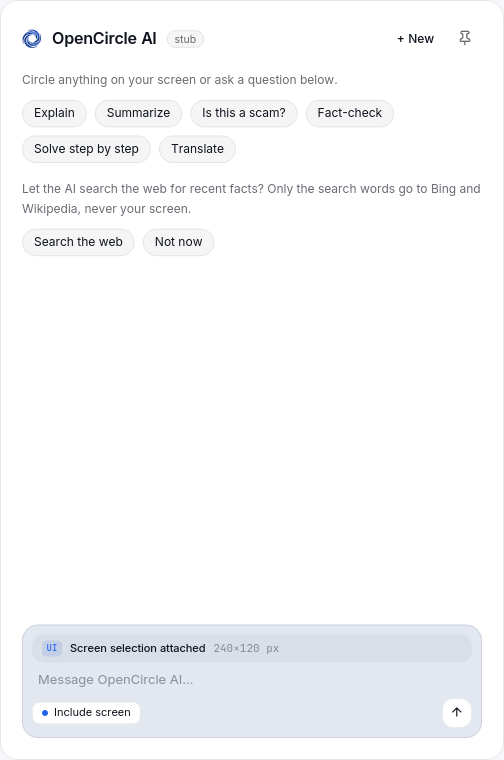 OpenCircle AI stub + New
Circle anything on your screen or ask a question below.
Explain Summarize Is this a scam? Fact-check
Solve step by step Translate
Let the AI search the web for recent facts? Only the search words go to Bing and
Wikipedia, never your screen.
Search the web Not now
UI Screen selection attached 240×120 px
Message OpenCircle AI...
Include screen